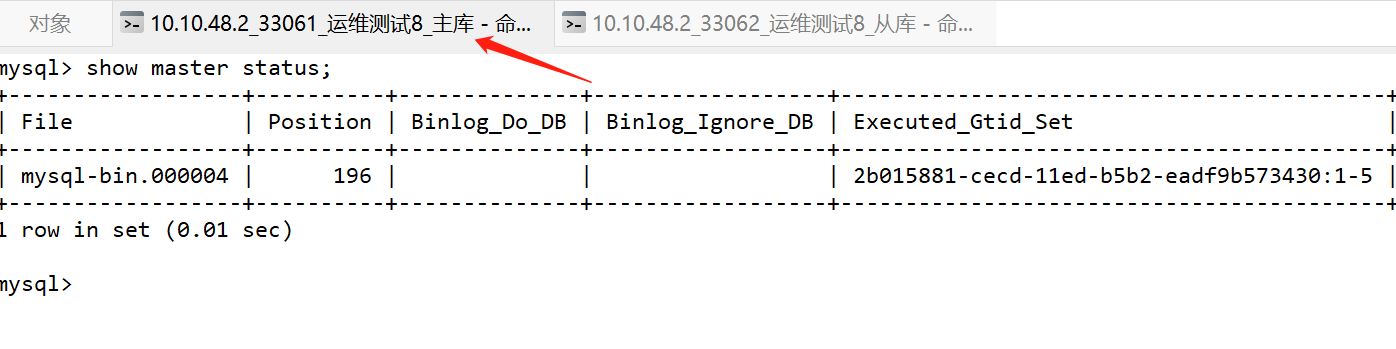 对象 10.10.48.2_33061_运维测试8_主库 - 命... 10.10.48.2_33062_运维测试8_从库 - 命...
mysql> show master status;
+------------------+----------+--------------+------------------+------------------------------------------+
| File | Position | Binlog_Do_DB | Binlog_Ignore_DB | Executed_Gtid_Set |
+------------------+----------+--------------+------------------+------------------------------------------+
| mysql-bin.000004 | 196 | | | 2b015881-cecd-11ed-b5b2-eadf9b573430:1-5 |
+------------------+----------+--------------+------------------+------------------------------------------+
1 row in set (0.01 sec)
mysql>